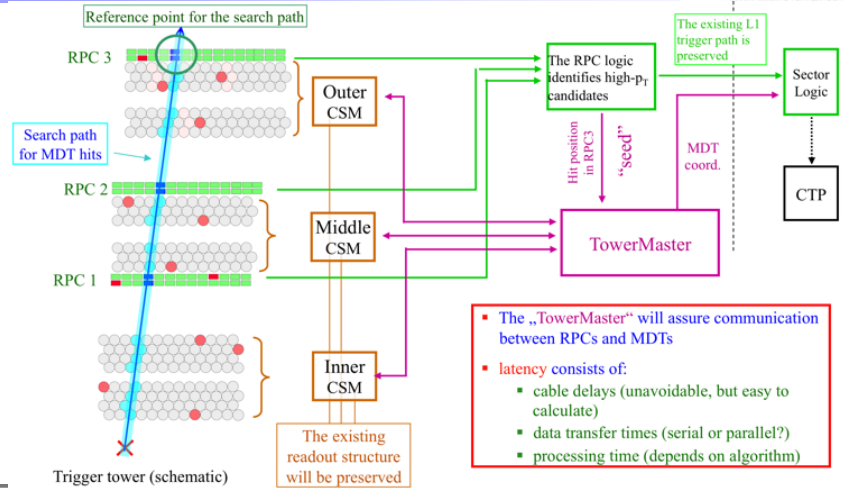 Reference point for the search path
RPC 3
Search path
for MDT hits
RPC 2
RPC 1
Trigger tower (schematic)
Outer
CSM
Middle
CSM
Inner
CSM
The existing
readout structure
will be preserved
The RPC logic
identifies high-pT
candidates
Hit position
in RPC3
“seed”
TowerMaster
MDT
coord.
The existing L1
trigger path is
preserved
Sector
Logic
CTP
▪ The „TowerMaster“ will assure communication
between RPCs and MDTs
▪ latency consists of:
▪ cable delays (unavoidable, but easy to
calculate)
▪ data transfer times (serial or parallel?)
▪ processing time (depends on algorithm)